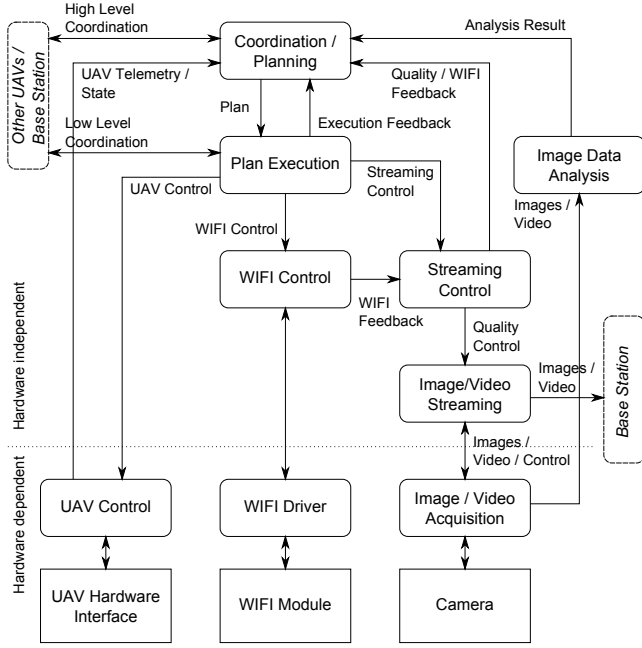 High Level
Coordination
Analysis Result
Coordination /
Planning
Other UAVs /
Base Station
UAV Telemetry /
State
Quality / WIFI
Feedback
Plan
Execution Feedback
Low Level
Coordination
Plan Execution
Image Data
Analysis
UAV Control
Streaming
Control
Images /
Video
WIFI Control
WIFI Control
Streaming
Control
WIFI
Feedback
Quality
Control
Hardware independent
Image/Video
Streaming
Images /
Video
Base Station
Images /
Video / Control
Hardware dependent
UAV Control
WIFI Driver
Image / Video
Acquisition
UAV Hardware
Interface
WIFI Module
Camera